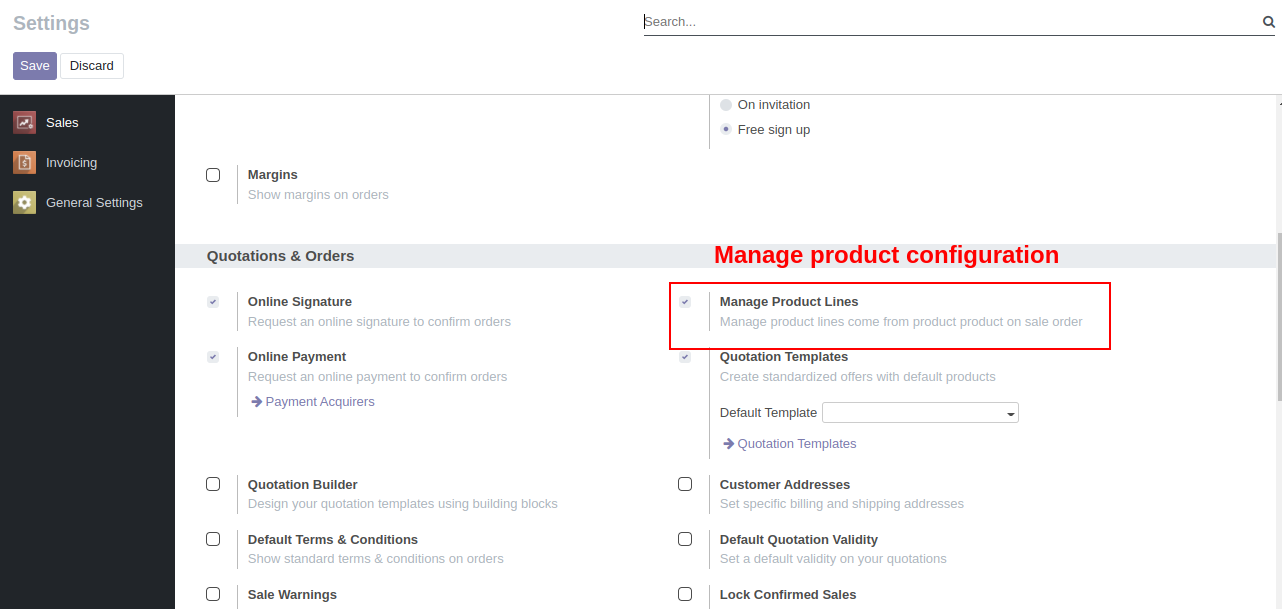 Settings
Search...
Save Discard
Sales
Invoicing
General Settings
On invitation
Free sign up
Margins
Show margins on orders
Quotations & Orders
Manage product configuration
Online Signature
Request an online signature to confirm orders
Manage Product Lines
Manage product lines come from product product on sale order
Online Payment
Request an online payment to confirm orders
Payment Acquirers
Quotation Templates
Create standardized offers with default products
Default Template
Quotation Templates
Quotation Builder
Design your quotation templates using building blocks
Customer Addresses
Set specific billing and shipping addresses
Default Terms & Conditions
Show standard terms & conditions on orders
Default Quotation Validity
Set a default validity on your quotations
Sale Warnings
Lock Confirmed Sales